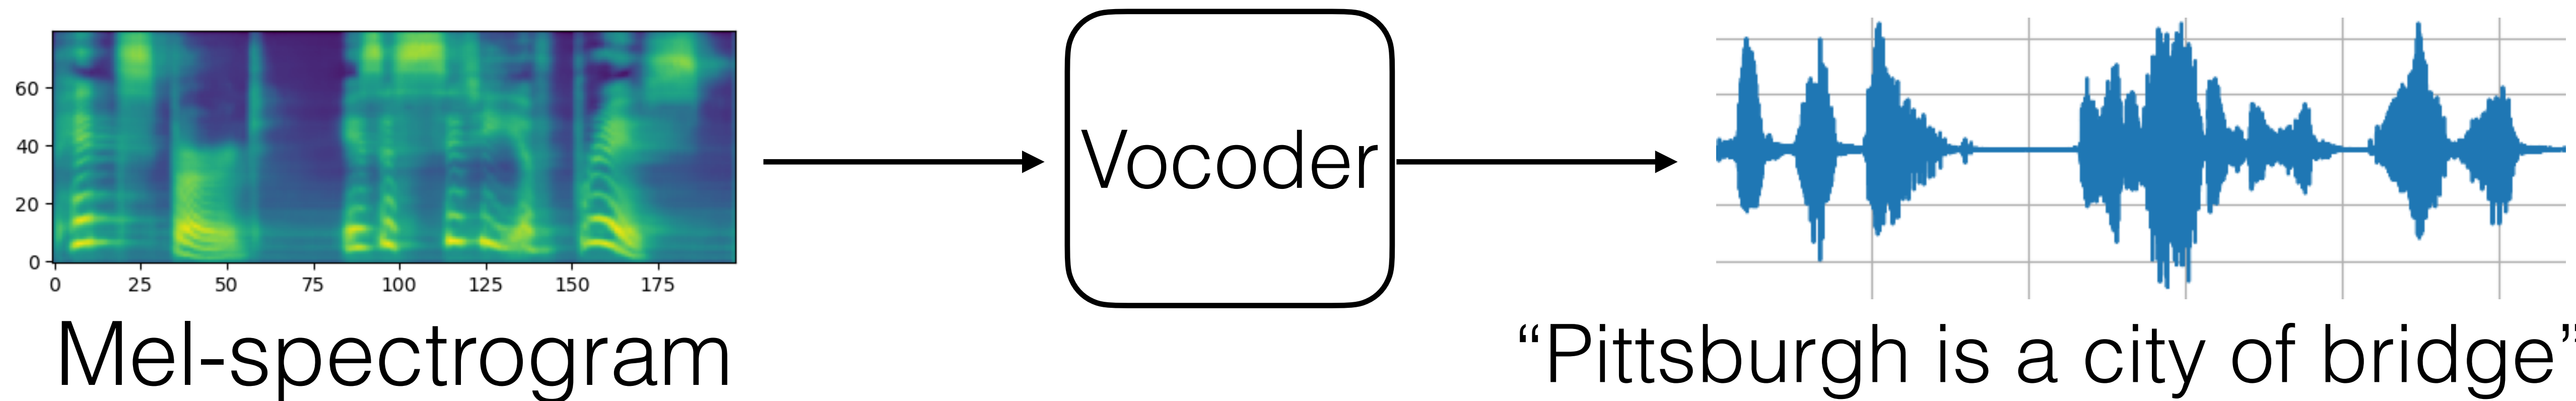 60
40
20
0
0 25 50 75 100 125 150 175
Mel-spectrogram
Vocoder
“Pittsburgh is a city of bridge”